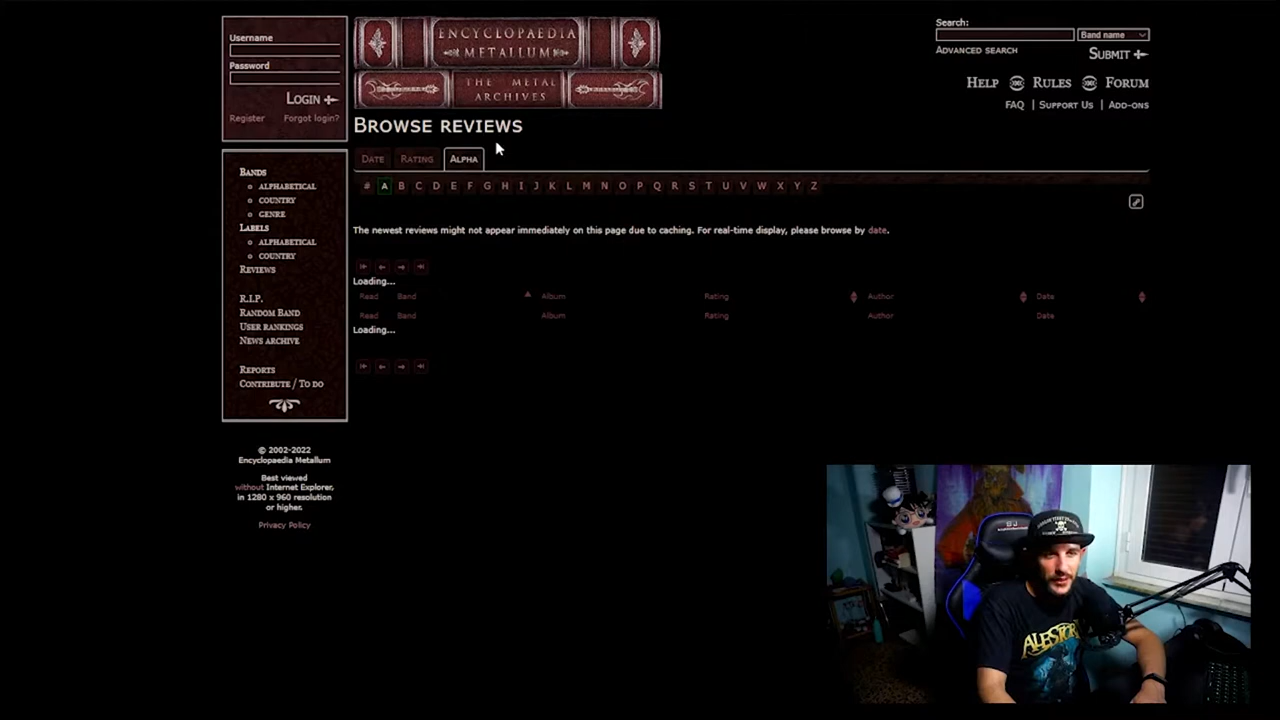 Username
Password
LOGIN
Register Forgot login?
ENCYCLOPAEDIA
METALLUM
THE METAL
ARCHIVES
Search:
Band name
ADVANCED SEARCH
SUBMIT
HELP RULES FORUM
FAQ | SUPPORT US | ADD-ONS
BROWSE REVIEWS
DATE RATING ALPHA
# A B C D E F G H I J K L M N O P Q R S T U V W X Y Z
The newest reviews might not appear immediately on this page due to caching. For real-time display, please browse by date.
Loading...
Read Band Album Rating Author Date
Read Band Album Rating Author Date
Loading...
BANDS
ALPHABETICAL
COUNTRY
GENRE
LABELS
ALPHABETICAL
COUNTRY
REVIEWS
R.I.P.
RANDOM BAND
USER RANKINGS
NEWS ARCHIVE
REPORTS
CONTRIBUTE / TO DO
© 2002-2022
Encyclopaedia Metallum
Best viewed
without Internet Explorer,
in 1280 x 960 resolution
or higher.
Privacy Policy
SJ
ALESTOR